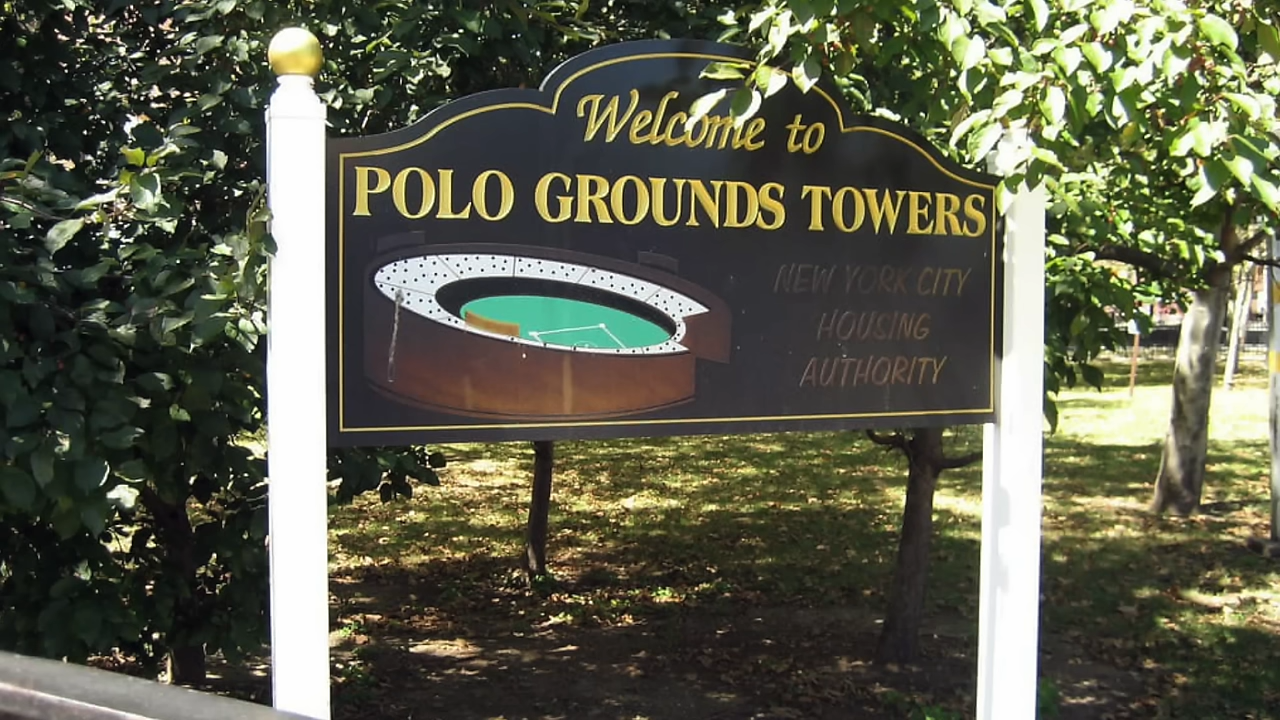 Welcome to
POLO GROUNDS TOWERS
NEW YORK CITY
HOUSING
AUTHORITY